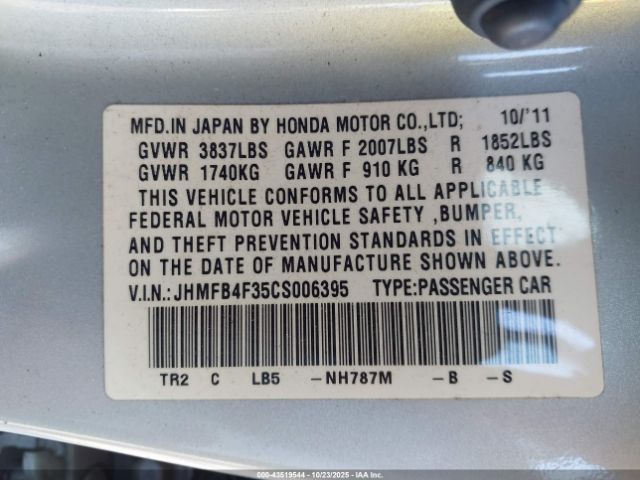 MFD.IN JAPAN BY HONDA MOTOR CO.,LTD; 10/'11
GVWR 3837LBS GAWR F 2007LBS R 1852LBS
GVWR 1740KG GAWR F 910 KG R 840 KG
THIS VEHICLE CONFORMS TO ALL APPLICABLE
FEDERAL MOTOR VEHICLE SAFETY ,BUMPER,
AND THEFT PREVENTION STANDARDS IN EFFECT
ON THE DATE OF MANUFACTURE SHOWN ABOVE.
V.I.N.: JHMFB4F35CS006395 TYPE:PASSENGER CAR
TR2 C LB5 -NH787M -B -S
000-43519544 | 10/23/2025 - IAAI.com